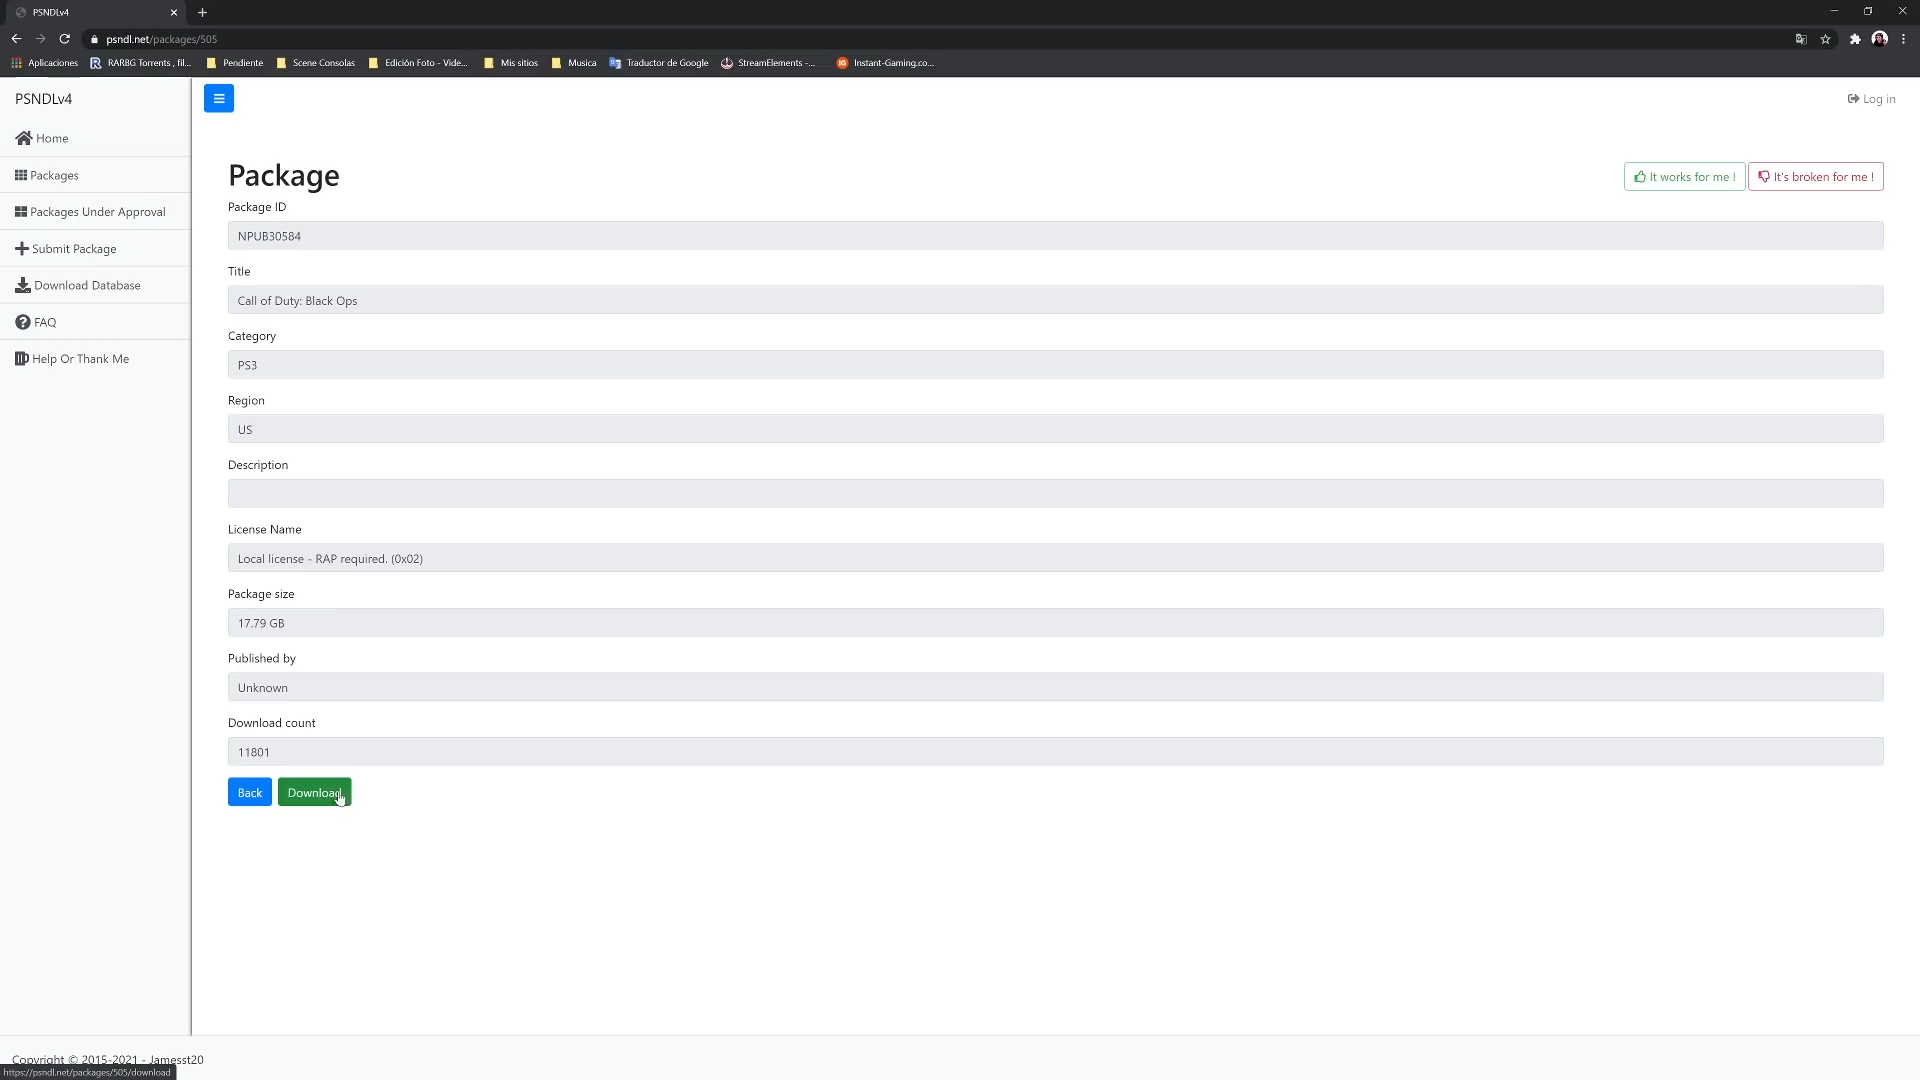 PSNDLv4
psndl.net/packages/505
Aplicaciones
RARBG Torrents , fil...
Pendiente
Scene Consolas
Edición Foto - Vide...
Mis sitios
Musica
Traductor de Google
StreamElements -...
Instant-Gaming.co...
PSNDLv4
Log in
Home
Packages
Packages Under Approval
Submit Package
Download Database
FAQ
Help Or Thank Me
Package
It works for me !
It's broken for me !
Package ID
NPUB30584
Title
Call of Duty: Black Ops
Category
PS3
Region
US
Description
License Name
Local license - RAP required. (0x02)
Package size
17.79 GB
Published by
Unknown
Download count
11801
Back
Download
Copyright © 2015-2021 - Jamesst20
https://psndl.net/packages/505/download